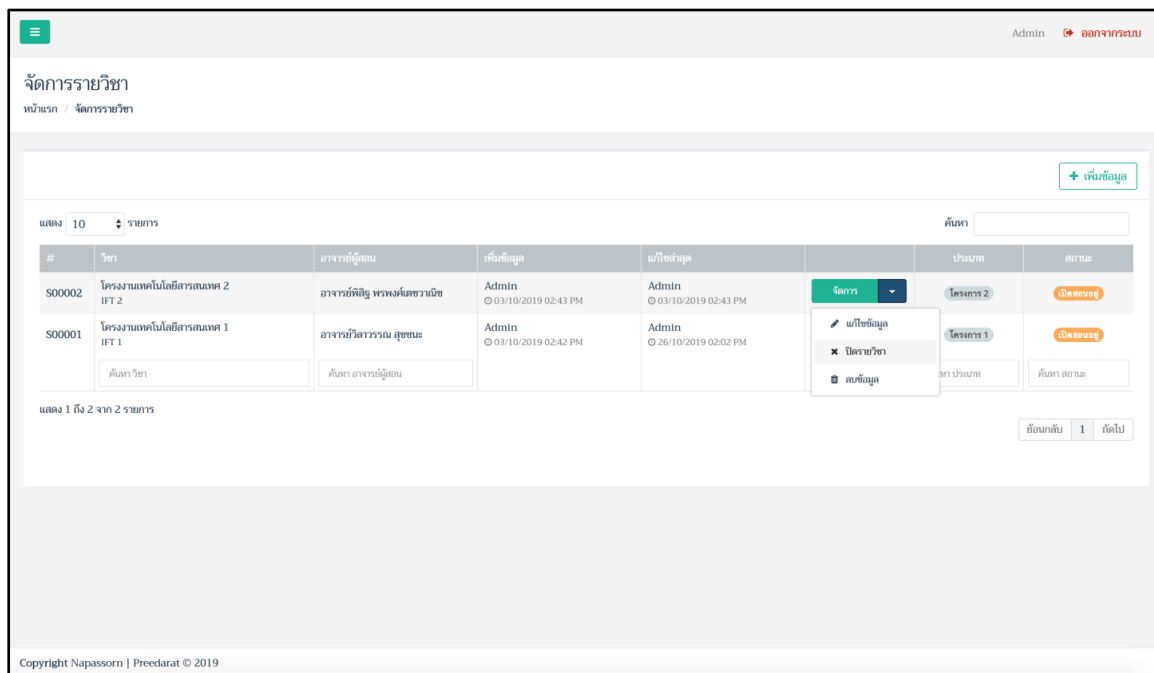 Admin ออกจากระบบ
จัดการรายวิชา
หน้าแรก / จัดการรายวิชา
+ เพิ่มข้อมูล
แสดง 10 รายการ ค้นหา
# วิชา อาจารย์ผู้สอน เพิ่มข้อมูล แก้ไขล่าสุด ประเภท สถานะ
S00002 โครงงานเทคโนโลยีสารสนเทศ 2 อาจารย์พิสิฐ พรพงศ์เตชวาณิช Admin Admin จัดการ โครงการ 2 เปิดสอนอยู่
IFT 2 03/10/2019 02:43 PM 03/10/2019 02:43 PM
แก้ไขข้อมูล
S00001 โครงงานเทคโนโลยีสารสนเทศ 1 อาจารย์วิลาวรรณ สุขชนะ Admin Admin โครงการ 1 เปิดสอนอยู่
IFT 1 03/10/2019 02:42 PM 26/10/2019 02:02 PM
ปิดรายวิชา
ค้นหา วิชา ค้นหา อาจารย์ผู้สอน หา ประเภท ค้นหา สถานะ
ลบข้อมูล
แสดง 1 ถึง 2 จาก 2 รายการ
ย้อนกลับ 1 ถัดไป
Copyright Napassorn | Preedarat © 2019